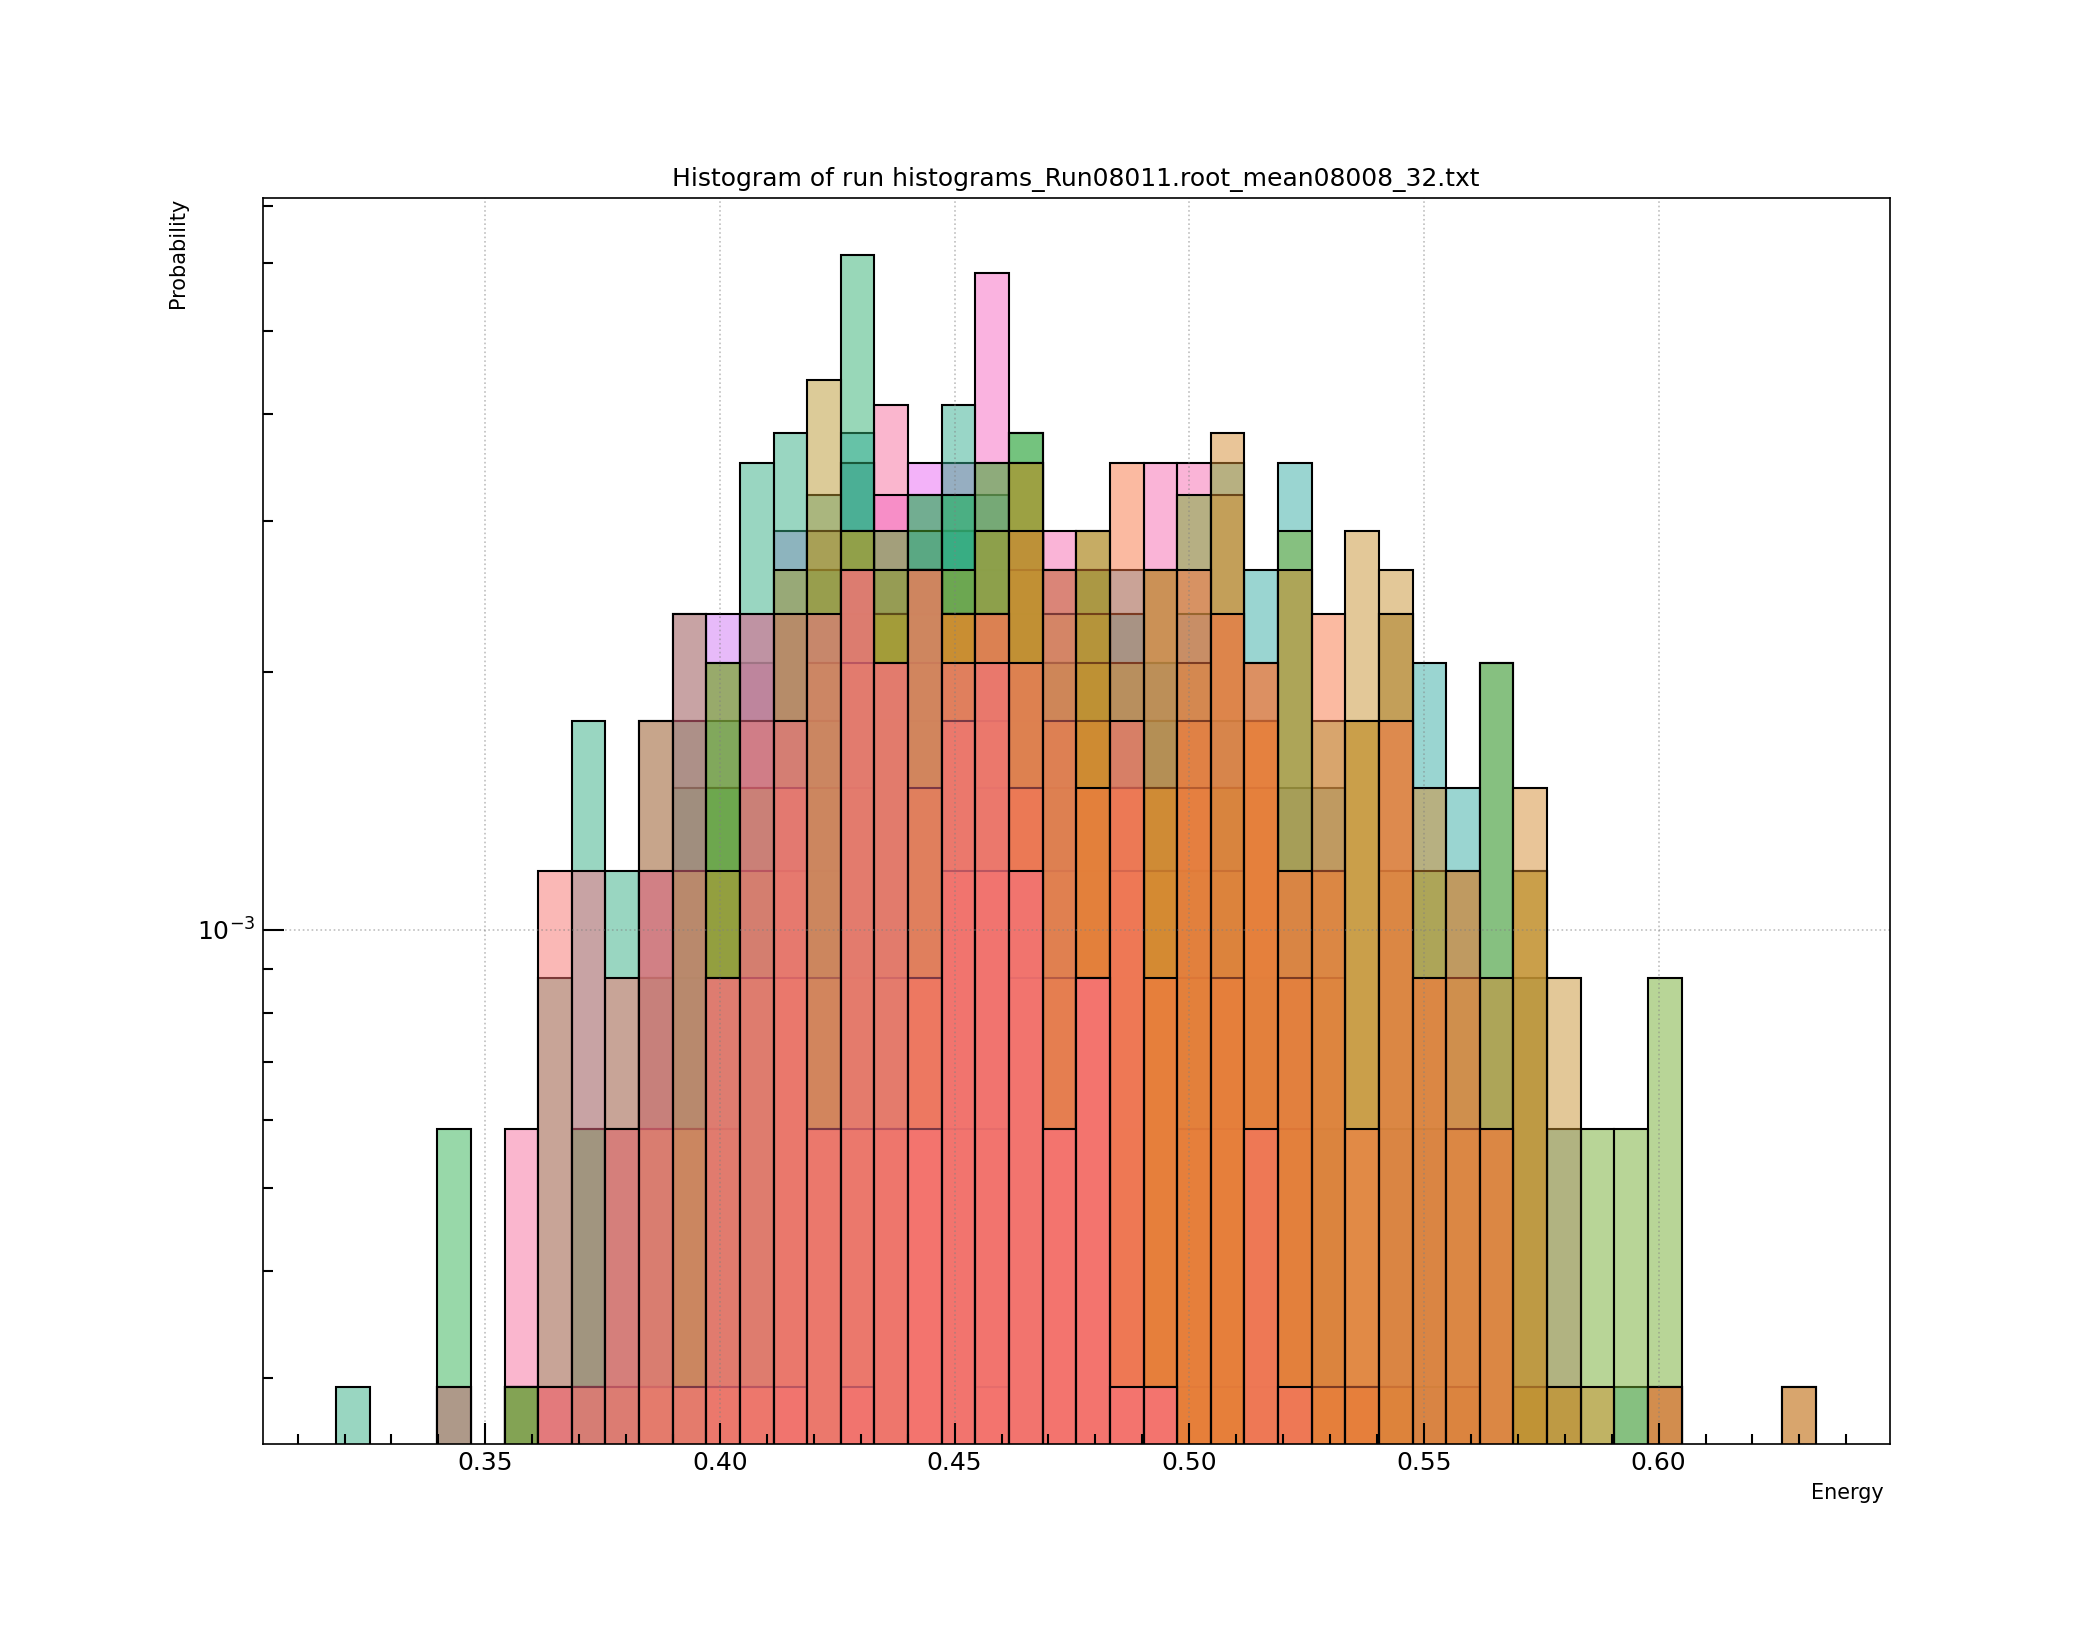 Histogram of run histograms_Run08011.root_mean08008_32.txt
Probability
10⁻³
0.35 0.40 0.45 0.50 0.55 0.60
Energy